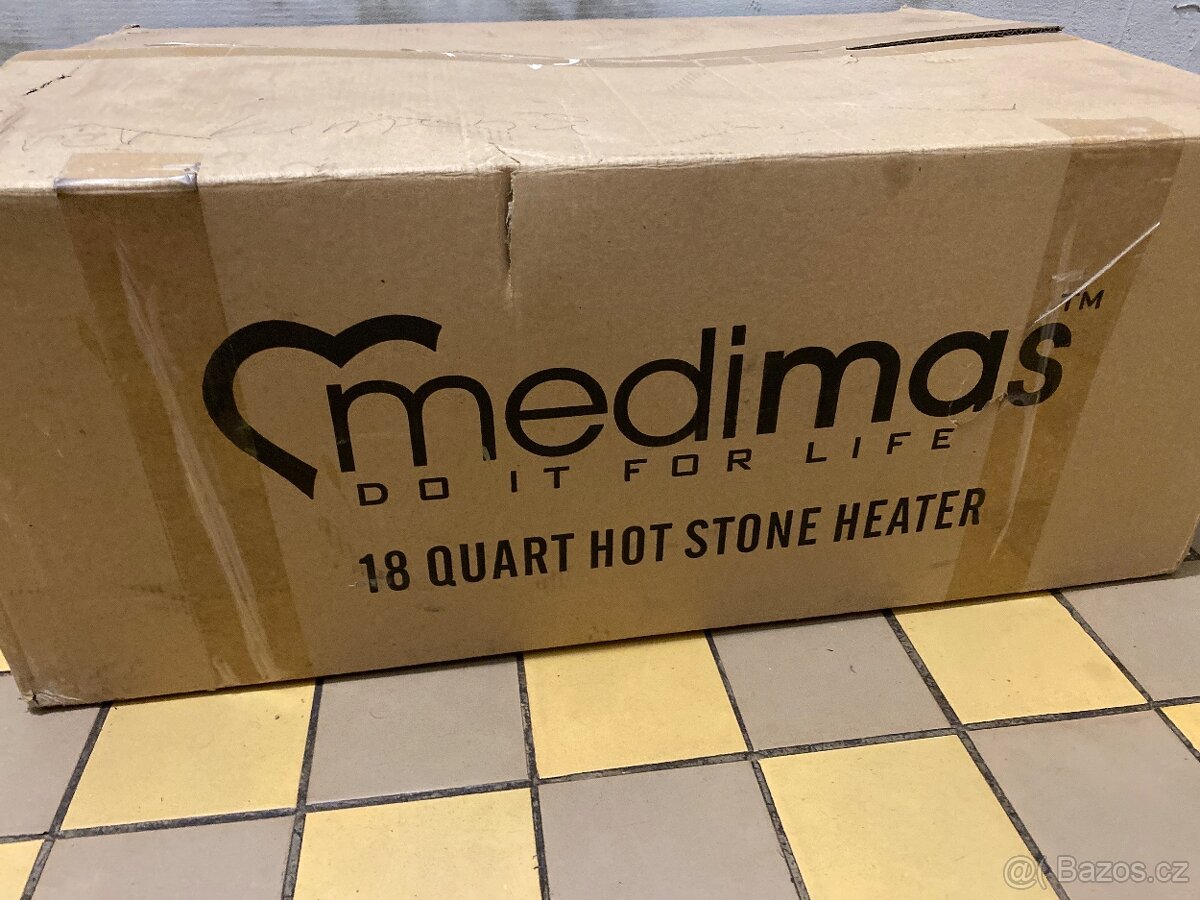 medimas™
DO IT FOR LIFE
18 QUART HOT STONE HEATER
@( Bazos.cz